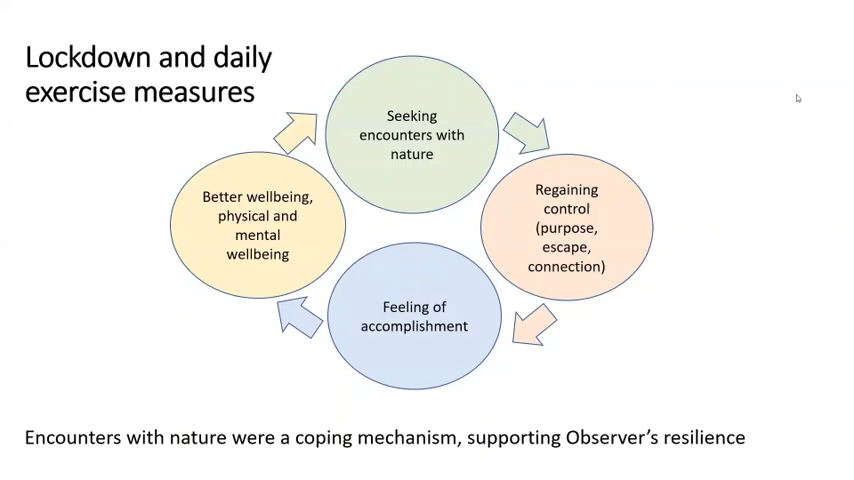 Lockdown and daily
exercise measures
Seeking
encounters with
nature
Regaining
control
(purpose,
escape,
connection)
Feeling of
accomplishment
Better wellbeing,
physical and
mental
wellbeing
Encounters with nature were a coping mechanism, supporting Observer's resilience